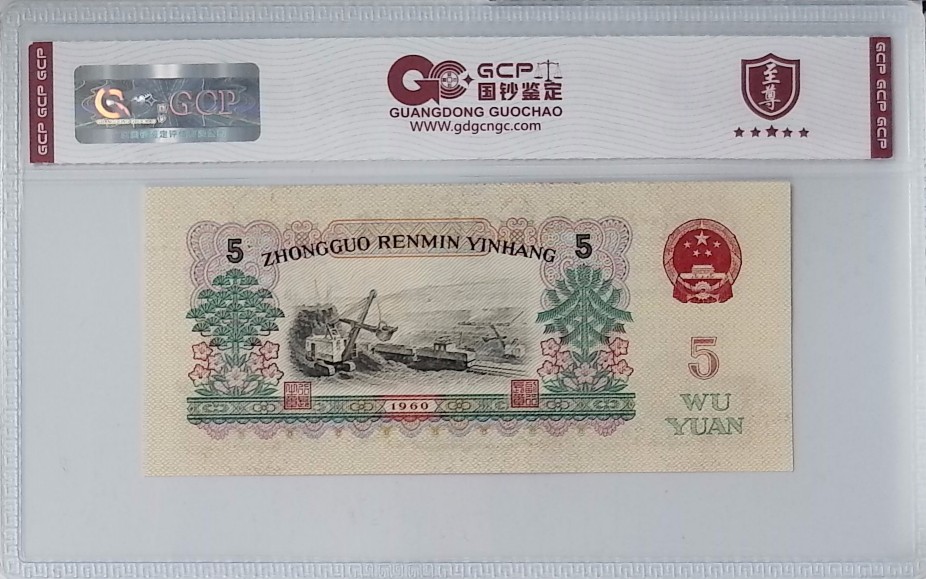 GCP GCP GCP
GCP
GCP
国钞鉴定
GUANGDONG GUOCHAO
WWW.gdgcngc.com
至尊
GCP GCP GCP
5
ZHONGGUO RENMIN YINHANG
5
5
WU
YUAN
1960